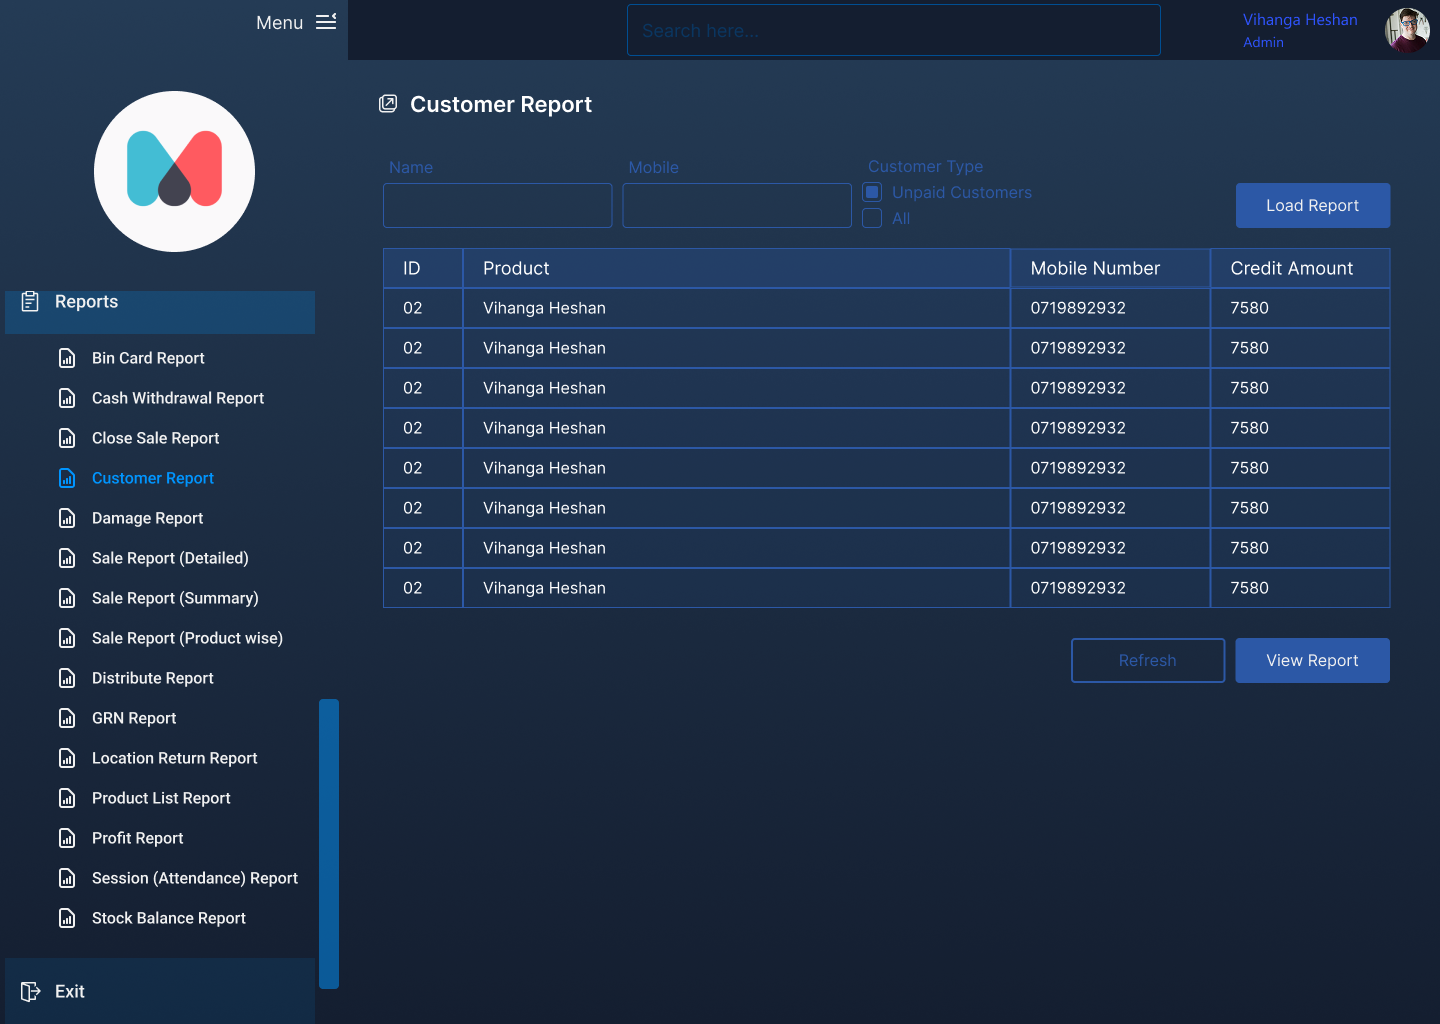 Menu
Search here...
Vihanga Heshan
Admin
Customer Report
Name
Mobile
Customer Type
Unpaid Customers
All
Load Report
ID Product Mobile Number Credit Amount
02 Vihanga Heshan 0719892932 7580
02 Vihanga Heshan 0719892932 7580
02 Vihanga Heshan 0719892932 7580
02 Vihanga Heshan 0719892932 7580
02 Vihanga Heshan 0719892932 7580
02 Vihanga Heshan 0719892932 7580
02 Vihanga Heshan 0719892932 7580
02 Vihanga Heshan 0719892932 7580
Refresh
View Report
Reports
Bin Card Report
Cash Withdrawal Report
Close Sale Report
Customer Report
Damage Report
Sale Report (Detailed)
Sale Report (Summary)
Sale Report (Product wise)
Distribute Report
GRN Report
Location Return Report
Product List Report
Profit Report
Session (Attendance) Report
Stock Balance Report
Exit